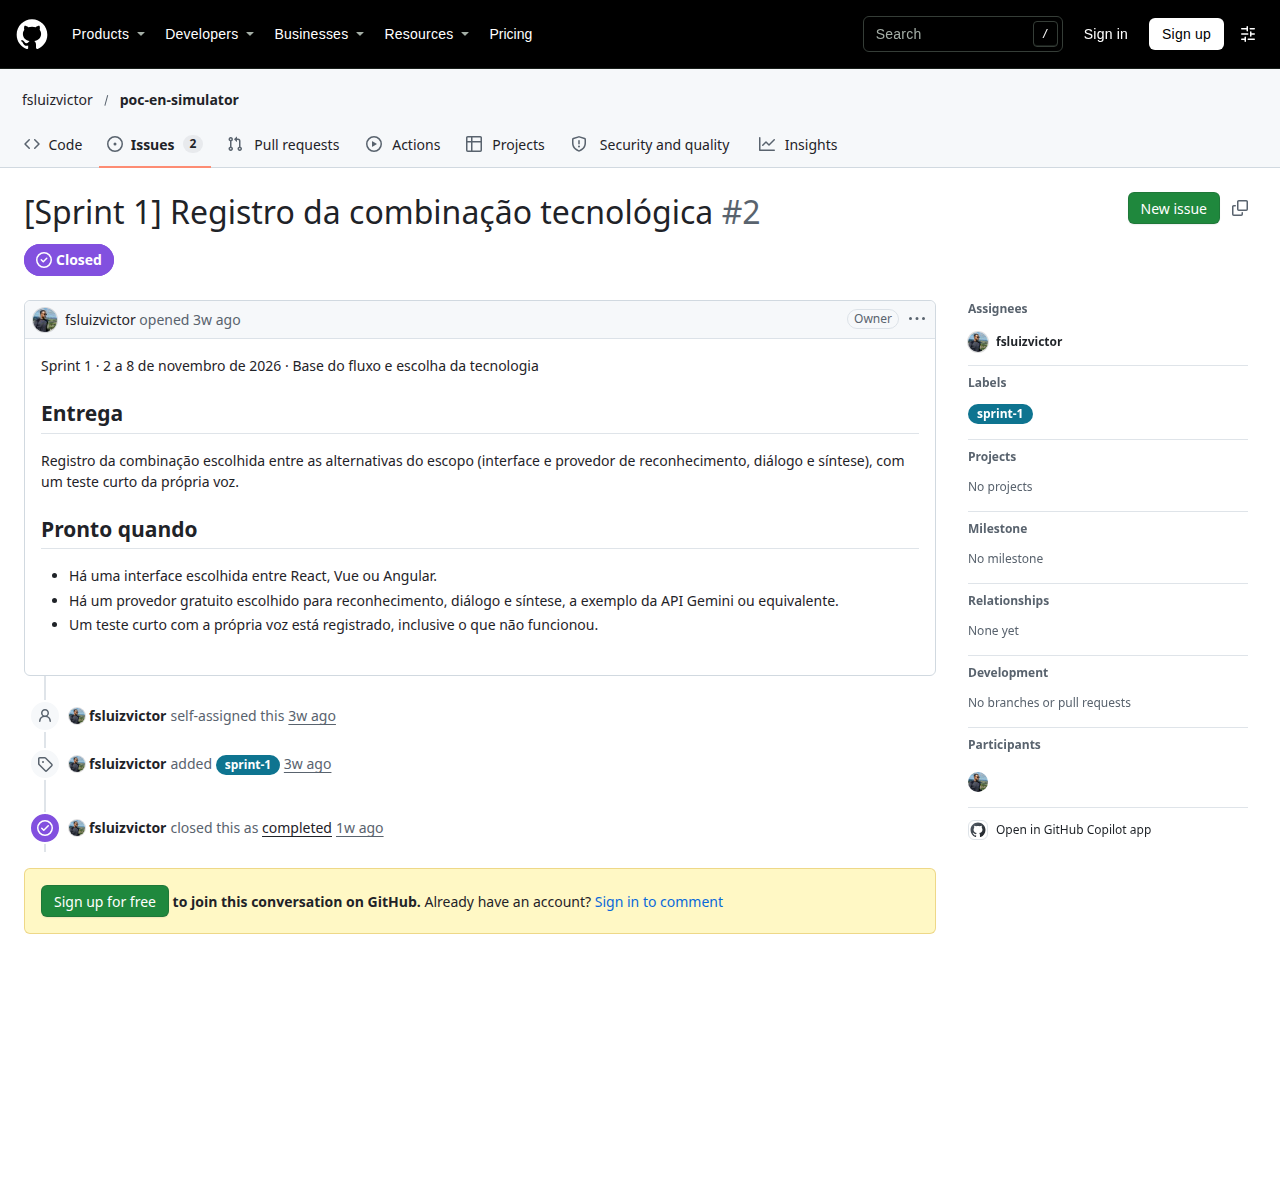 Products
Developers
Businesses
Resources
Pricing
Search
/
Sign in
Sign up
fsluizvictor / poc-en-simulator
Code
Issues 2
Pull requests
Actions
Projects
Security and quality
Insights
[Sprint 1] Registro da combinação tecnológica #2
New issue
Closed
fsluizvictor opened 3w ago
Owner
Sprint 1 · 2 a 8 de novembro de 2026 · Base do fluxo e escolha da tecnologia
Entrega
Registro da combinação escolhida entre as alternativas do escopo (interface e provedor de reconhecimento, diálogo e síntese), com
um teste curto da própria voz.
Pronto quando
Há uma interface escolhida entre React, Vue ou Angular.
Há um provedor gratuito escolhido para reconhecimento, diálogo e síntese, a exemplo da API Gemini ou equivalente.
Um teste curto com a própria voz está registrado, inclusive o que não funcionou.
fsluizvictor self-assigned this 3w ago
fsluizvictor added sprint-1 3w ago
fsluizvictor closed this as completed 1w ago
Sign up for free to join this conversation on GitHub. Already have an account? Sign in to comment
Assignees
fsluizvictor
Labels
sprint-1
Projects
No projects
Milestone
No milestone
Relationships
None yet
Development
No branches or pull requests
Participants
Open in GitHub Copilot app